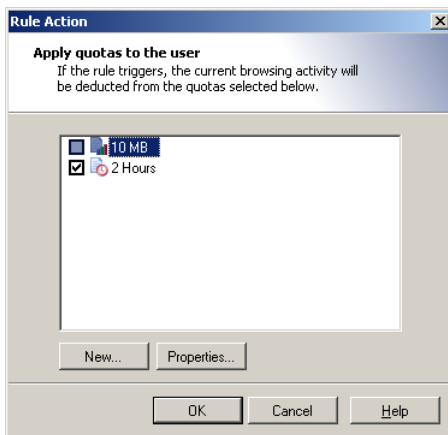 Rule Action
Apply quotas to the user
If the rule triggers, the current browsing activity will
be deducted from the quotas selected below.
10 MB
2 Hours
New... Properties...
OK Cancel Help